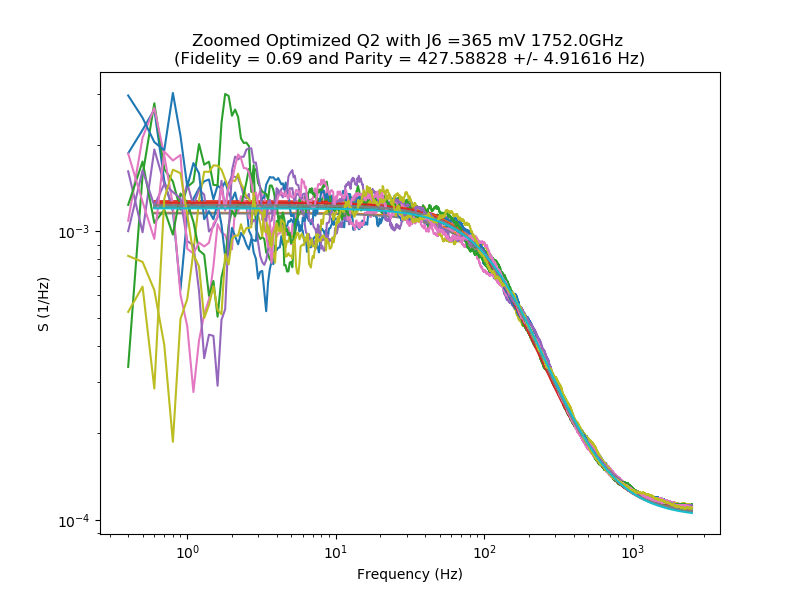 Zoomed Optimized Q2 with J6 =365 mV 1752.0GHz
(Fidelity = 0.69 and Parity = 427.58828 +/- 4.91616 Hz)
S (1/Hz)
10⁻³
10⁻⁴
10⁰ 10¹ 10² 10³
Frequency (Hz)